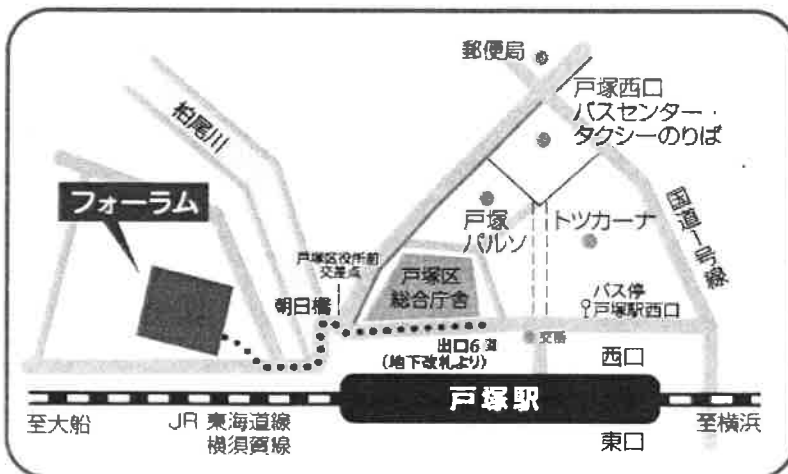 郵便局
戸塚西口
バスセンター・
タクシーのりば
柏尾川
フォーラム
国道1号線
戸塚
パルソ
トツカーナ
戸塚区役所前
交差点
戸塚区
総合庁舎
朝日橋
バス停
戸塚駅西口
出口6
(地下改札より)
交番
西口
戸塚駅
至大船
JR 東海道線
横須賀線
至横浜
東口